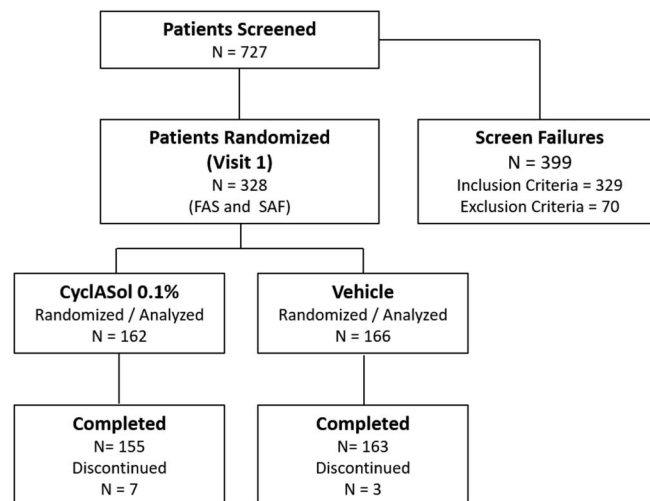 Patients Screened
N = 727
Patients Randomized
(Visit 1)
N = 328
(FAS and SAF)
Screen Failures
N = 399
Inclusion Criteria = 329
Exclusion Criteria = 70
CyclASol 0.1%
Randomized / Analyzed
N = 162
Vehicle
Randomized / Analyzed
N = 166
Completed
N= 155
Discontinued
N = 7
Completed
N = 163
Discontinued
N = 3